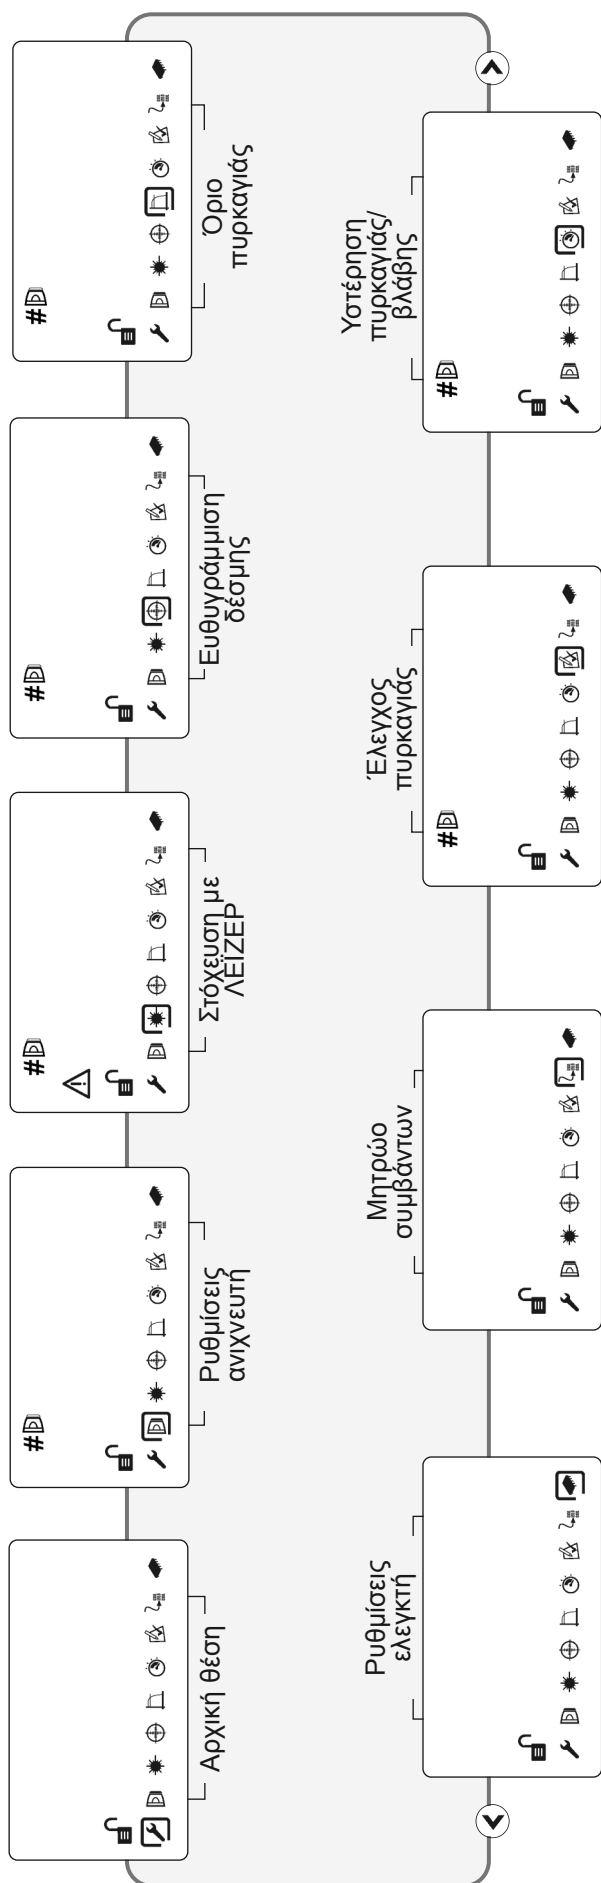 Αρχική θέση
Ρυθμίσεις
ανιχνευτή
#
Στόχευση με
ΛΕΪΖΕΡ
#
Ευθυγράμμιση
δέσμης
#
Όριο
πυρκαγιάς
#
Ρυθμίσεις
ελεγκτή
Μητρώο
συμβάντων
Έλεγχος
πυρκαγιάς
#
Υστέρηση
πυρκαγιάς/
βλάβης
#